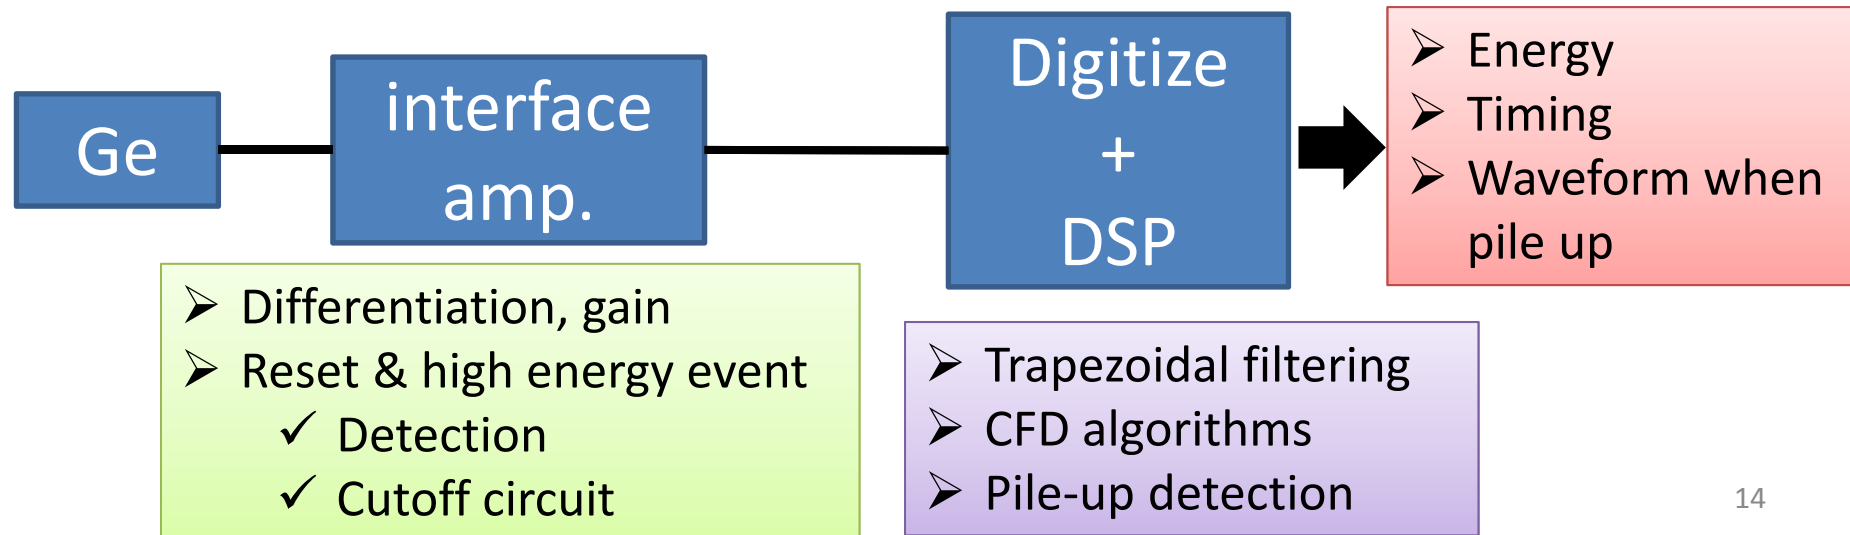 Ge
interface
amp.
Digitize
+
DSP
➢ Energy
➢ Timing
➢ Waveform when
pile up
➢ Differentiation, gain
➢ Reset & high energy event
✓ Detection
✓ Cutoff circuit
➢ Trapezoidal filtering
➢ CFD algorithms
➢ Pile-up detection
14